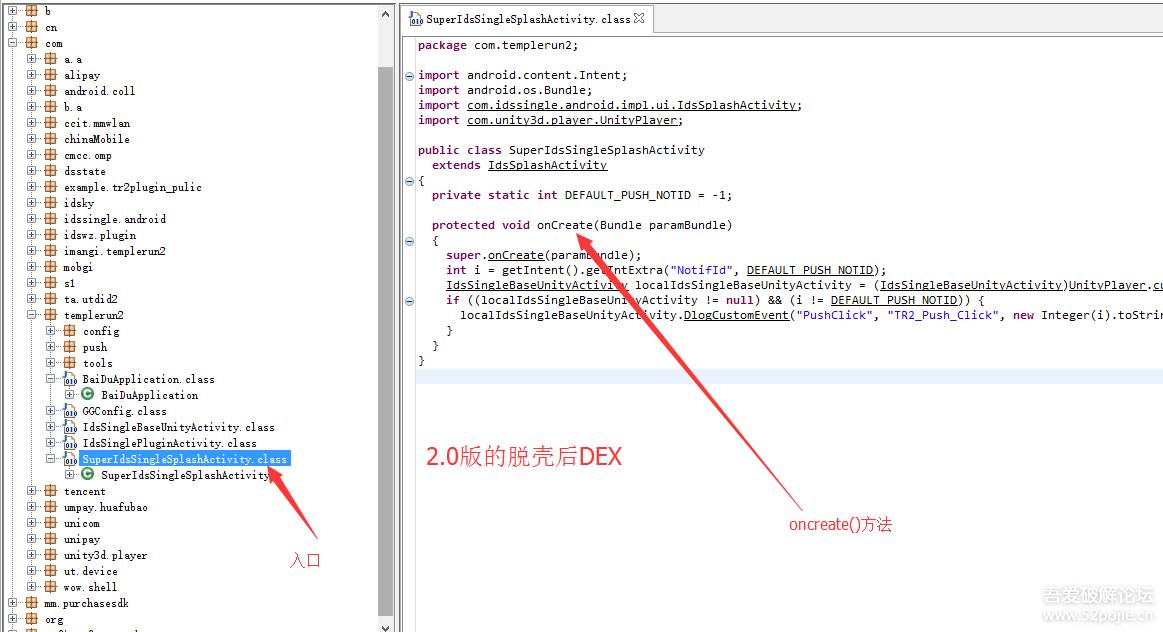 b
cn
com
a.a
alipay
android.coll
b.a
ccit.mmwlan
chinaMobile
cmcc.omp
dsstate
example.tr2plugin_pulic
idsky
idssingle.android
idswz.plugin
imangi.templerun2
mobgi
s1
ta.utdid2
templerun2
config
push
tools
BaiDuApplication.class
BaiDuApplication
GGConfig.class
IdsSingleBaseUnityActivity.class
IdsSinglePluginActivity.class
SuperIdsSingleSplashActivity.class
SuperIdsSingleSplashActivity
tencent
umpay.huafubao
unicom
unipay
unity3d.player
ut.device
wow.shell
mm.purchasesdk
org
入口
SuperIdsSingleSplashActivity.class
package com.templerun2;
import android.content.Intent;
import android.os.Bundle;
import com.idssingle.android.impl.ui.IdsSplashActivity;
import com.unity3d.player.UnityPlayer;
public class SuperIdsSingleSplashActivity
extends IdsSplashActivity
{
private static int DEFAULT_PUSH_NOTID = -1;
protected void onCreate(Bundle paramBundle)
{
super.onCreate(paramBundle);
int i = getIntent().getIntExtra("NotifId", DEFAULT_PUSH_NOTID);
IdsSingleBaseUnityActivity localIdsSingleBaseUnityActivity = (IdsSingleBaseUnityActivity)UnityPlayer.cu
if ((localIdsSingleBaseUnityActivity != null) && (i != DEFAULT_PUSH_NOTID)) {
localIdsSingleBaseUnityActivity.DlogCustomEvent("PushClick", "TR2_Push_Click", new Integer(i).toStrin
}
}
}
2.0版的脱壳后DEX
oncreate()方法
吾爱破解论坛
www.52pojie.cn